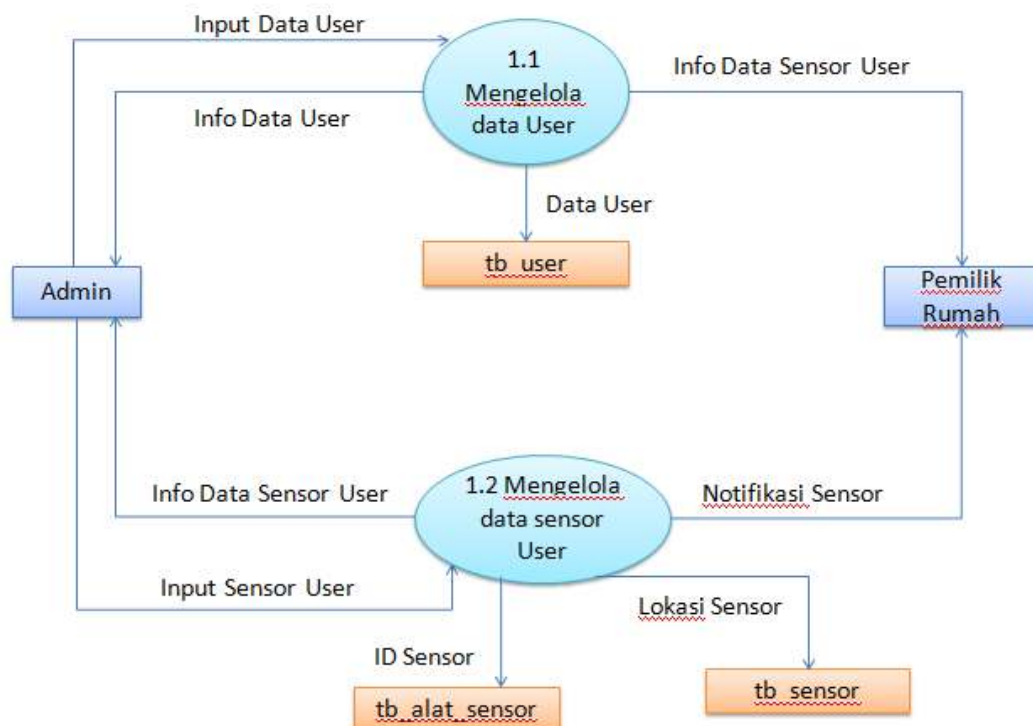 Input Data User
1.1
Mengelola
data User
Info Data Sensor User
Info Data User
Data User
tb_user
Admin
Pemilik
Rumah
Info Data Sensor User
1.2 Mengelola
data sensor
User
Notifikasi Sensor
Input Sensor User
Lokasi Sensor
ID Sensor
tb_alat_sensor
tb_sensor